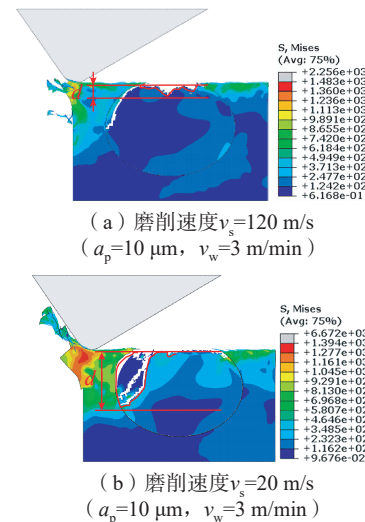 S, Mises
(Avg: 75%)
+2.256e+03
+1.483e+03
+1.360e+03
+1.236e+03
+1.113e+03
+9.891e+02
+8.655e+02
+7.420e+02
+6.184e+02
+4.949e+02
+3.713e+02
+2.477e+02
+1.242e+02
+6.168e-01
d
（a）磨削速度vs=120 m/s
（ap=10 μm，vw=3 m/min）
S, Mises
(Avg: 75%)
+6.672e+03
+1.394e+03
+1.277e+03
+1.161e+03
+1.045e+03
+9.291e+02
+8.130e+02
+6.968e+02
+5.807e+02
+4.646e+02
+3.485e+02
+2.323e+02
+1.162e+02
+9.676e-02
d
（b）磨削速度vs=20 m/s
（ap=10 μm，vw=3 m/min）